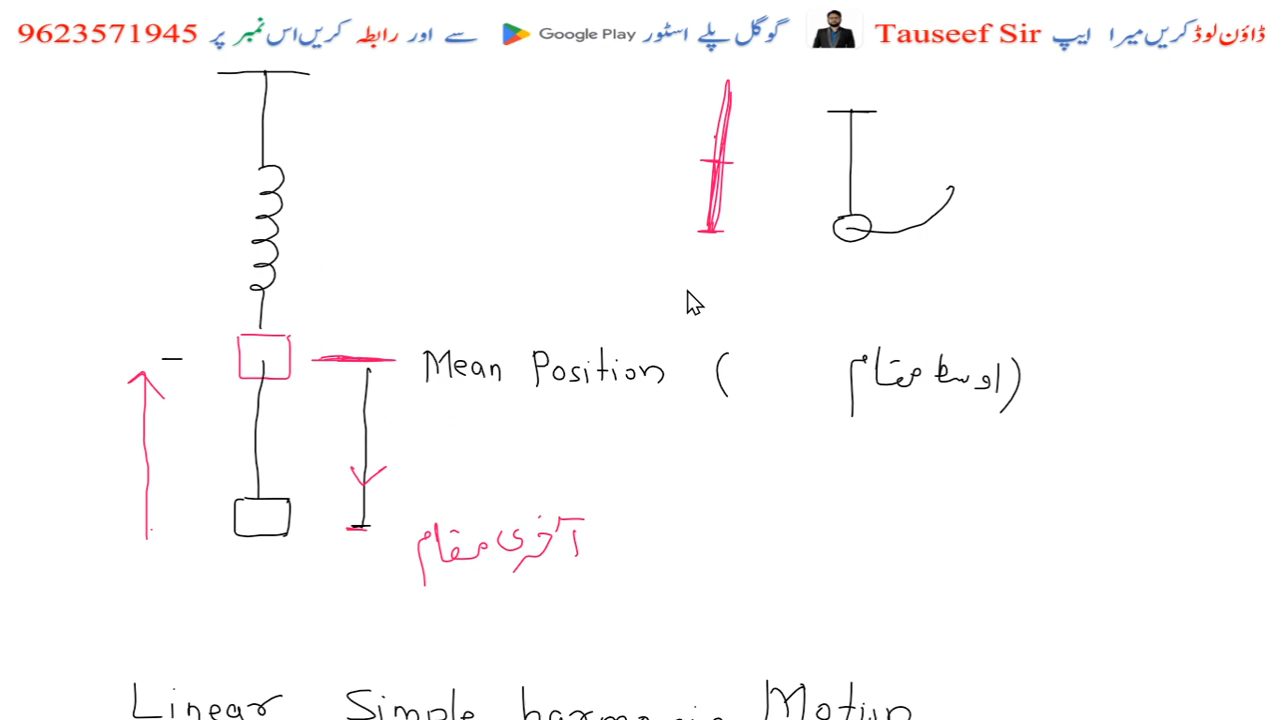 ڈاؤن لوڈ کریں میرا ایپ Tauseef Sir گوگل پلے اسٹور Google Play سے اور رابطہ کریں اس نمبر پر 9623571945
Mean Position ( اوسط مقام)
آخری مقام
Linear Simple harmonic Motion